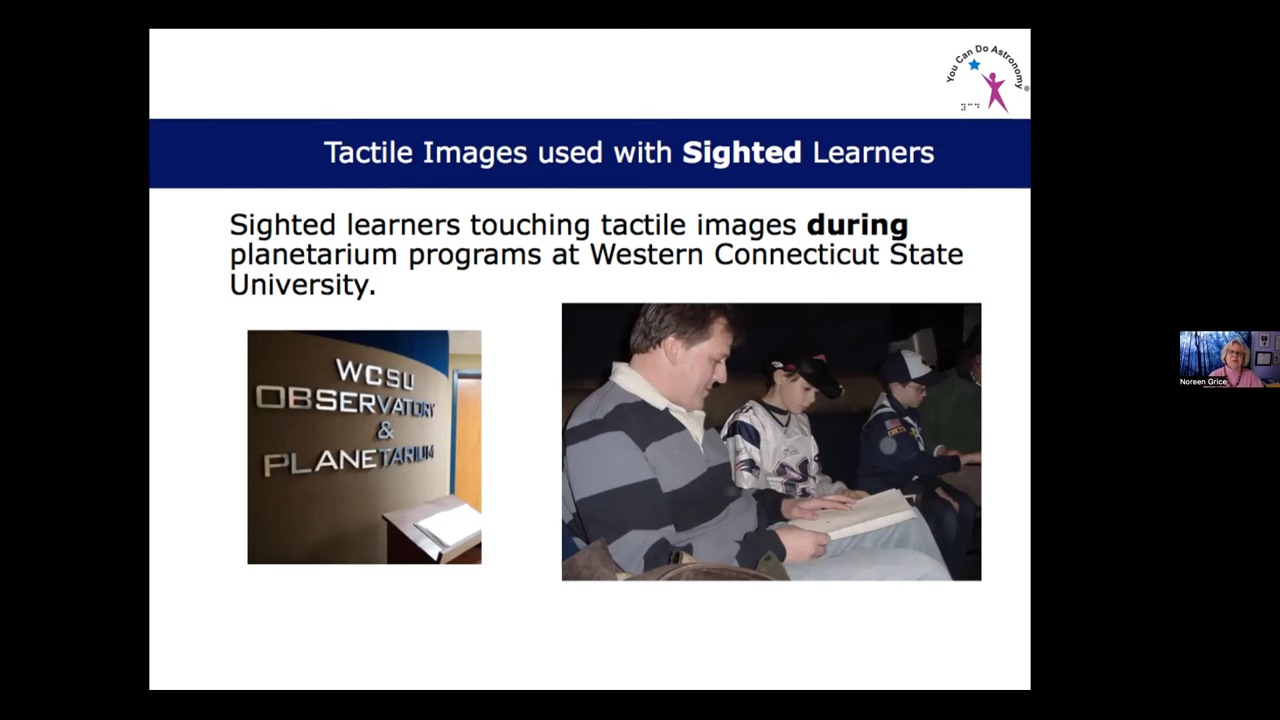 You Can Do Astronomy
®
Tactile Images used with Sighted Learners
Sighted learners touching tactile images during
planetarium programs at Western Connecticut State
University.
WCSU
OBSERVATORY
&
PLANETARIUM
Noreen Grice